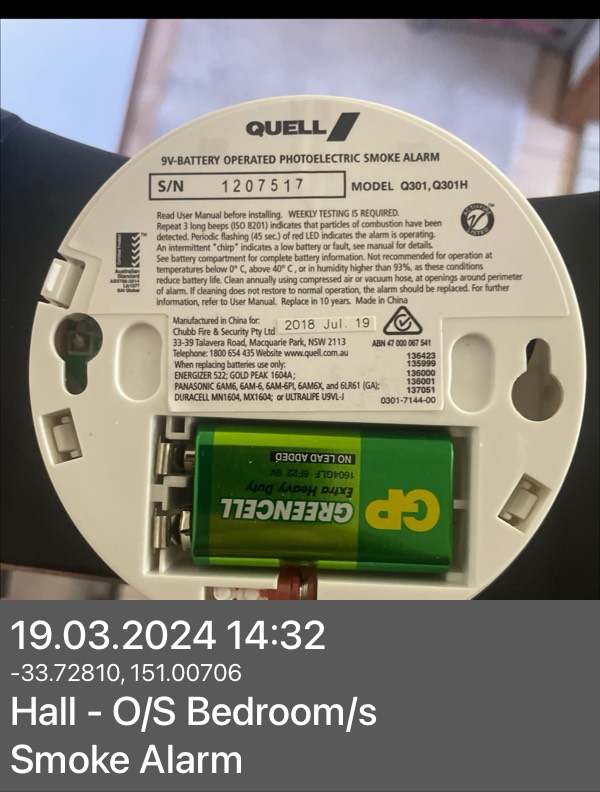 QUELL
9V-BATTERY OPERATED PHOTOELECTRIC SMOKE ALARM
S/N 1207517 MODEL Q301, Q301H
Read User Manual before installing. WEEKLY TESTING IS REQUIRED.
Repeat 3 long beeps (ISO 8201) indicates that particles of combustion have been
detected. Periodic flashing (45 sec.) of red LED indicates the alarm is operating.
An intermittent "chirp" indicates a low battery or fault, see manual for details.
See battery compartment for complete battery information. Not recommended for operation at
temperatures below 0° C, above 40° C, or in humidity higher than 93%, as these conditions
reduce battery life. Clean annually using compressed air or vacuum hose, at openings around perimeter
of alarm. If cleaning does not restore to normal operation, the alarm should be replaced. For further
information, refer to User Manual. Replace in 10 years. Made in China
Australian
Standard
Manufactured in China for: 2018 Jul. 19
Chubb Fire & Security Pty Ltd
33-39 Talavera Road, Macquarie Park, NSW 2113 ABN 47 000 067 541
Telephone: 1800 654 435 Website www.quell.com.au
When replacing batteries use only:
ENERGIZER 522; GOLD PEAK 1604A;
PANASONIC 6AM6, 6AM-6, 6AM-6PI, 6AM6X, and 6LR61 (GA);
DURACELL MN1604, MX1604; or ULTRALIFE U9VL-J
136423
135999
136000
136001
137051
0301-7144-00
NO LEAD ADDED
1604GLF 6F22 9V
Extra Heavy Duty
GREENCELL
GP
19.03.2024 14:32
-33.72810, 151.00706
Hall - O/S Bedroom/s
Smoke Alarm